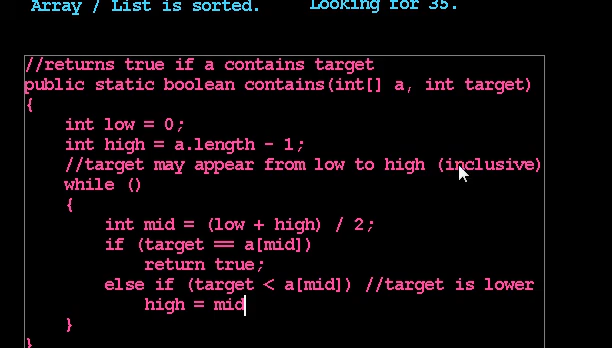 Array / List is sorted.    Looking for 35.
//returns true if a contains target
public static boolean contains(int[] a, int target)
{
    int low = 0;
    int high = a.length - 1;
    //target may appear from low to high (inclusive)
    while ()
    {
        int mid = (low + high) / 2;
        if (target == a[mid])
            return true;
        else if (target < a[mid]) //target is lower
            high = mid
    }
}